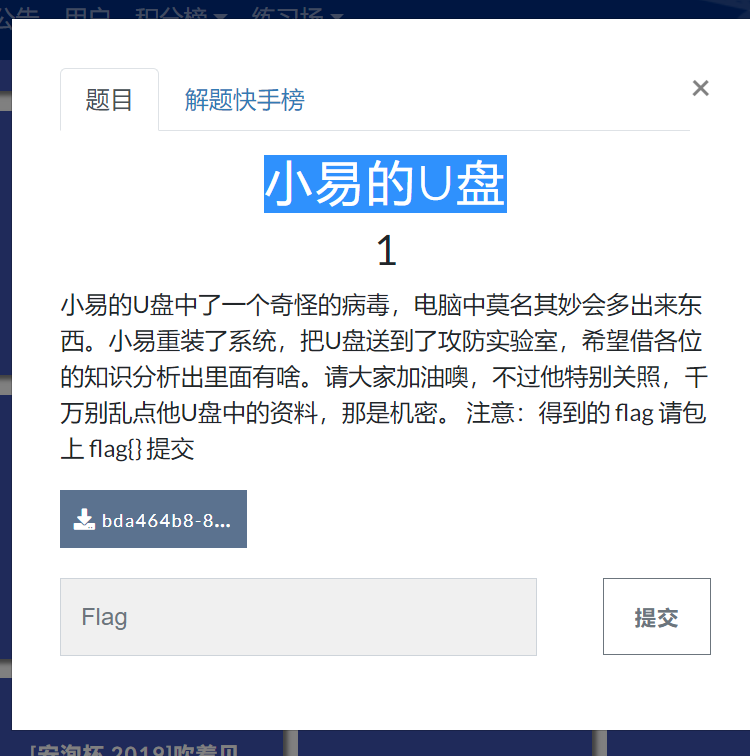 公告 用户 积分榜 练习场
题目 解题快手榜 ×
小易的U盘
1
小易的U盘中了一个奇怪的病毒，电脑中莫名其妙会多出来东
西。小易重装了系统，把U盘送到了攻防实验室，希望借各位
的知识分析出里面有啥。请大家加油噢，不过他特别关照，千
万别乱点他U盘中的资料，那是机密。 注意：得到的 flag 请包
上 flag{} 提交
bda464b8-8...
Flag 提交
[安洵杯 2019]吹着贝